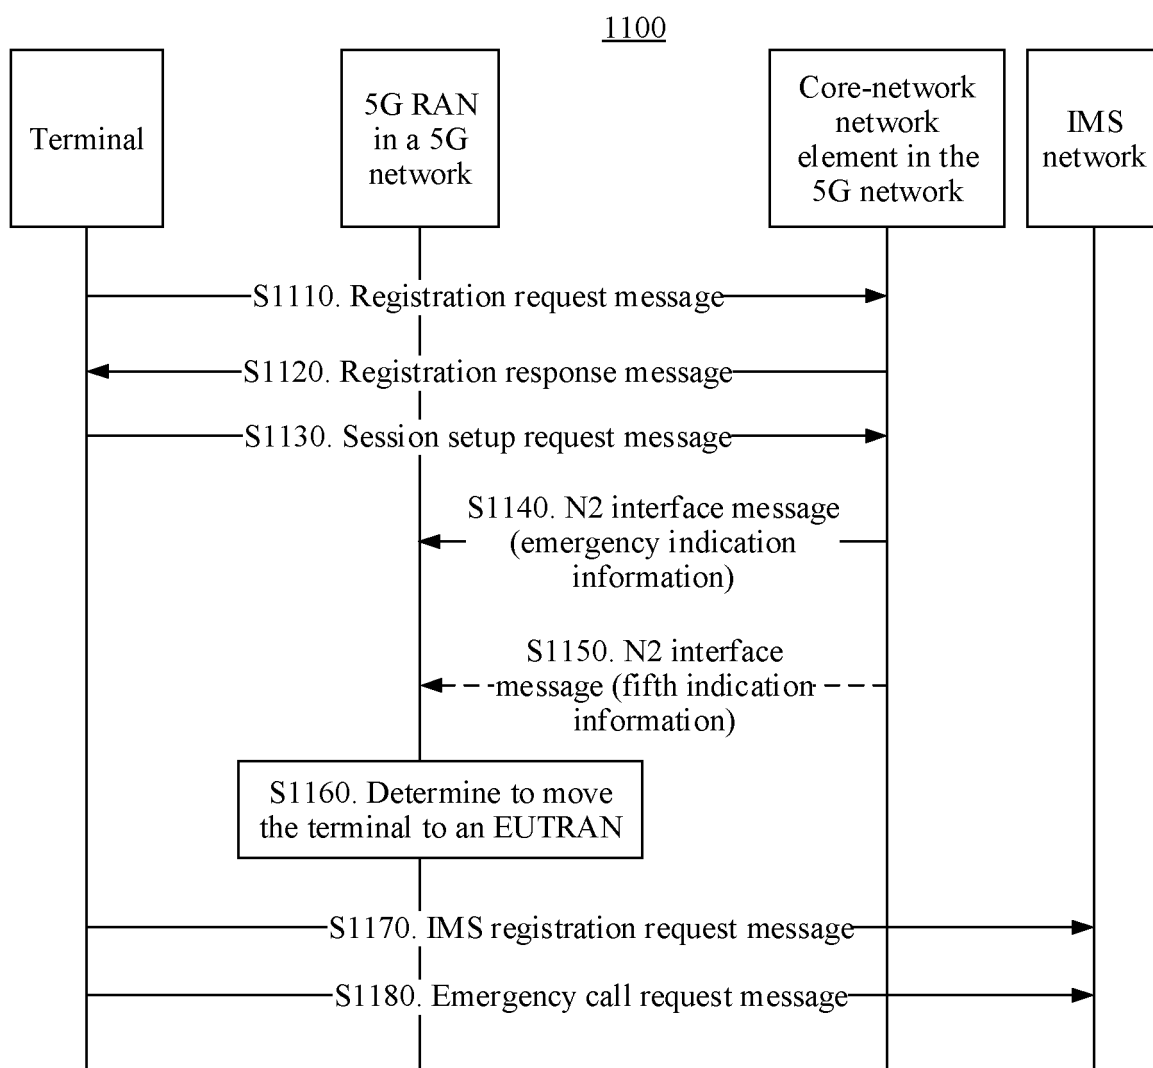 1100
Terminal
5G RAN
in a 5G
network
Core-network
network
element in the
5G network
IMS
network
S1110. Registration request message
S1120. Registration response message
S1130. Session setup request message
S1140. N2 interface message
(emergency indication
information)
S1150. N2 interface
message (fifth indication
information)
S1160. Determine to move
the terminal to an EUTRAN
S1170. IMS registration request message
S1180. Emergency call request message